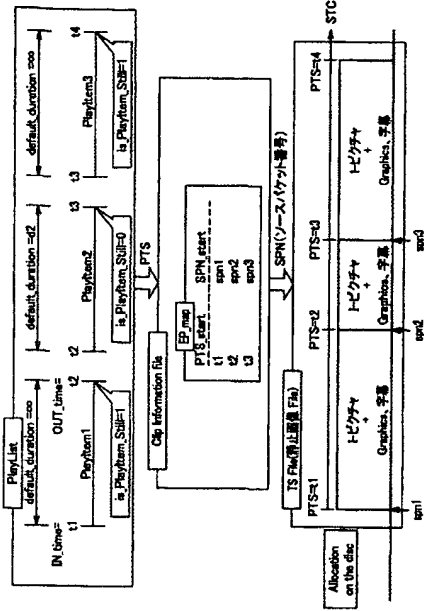 PlayList
default_duration =∞
default_duration =d2
default_duration =∞
IN_time=
OUT_time=
t1
PlayItem1
t2
t2
PlayItem2
t3
t3
PlayItem3
t4
is_PlayItem_Still=1
is_PlayItem_Still=0
is_PlayItem_Still=1
PTS
Clip Information file
EP_map
PTS_start
SPN_start
t1
spn1
t2
spn2
t3
spn3
SPN(ソースパケット番号)
TS File(静止画像 File)
PTS=t1
PTS=t2
PTS=t3
PTS=t4
STC
I-ピクチャ
+
Graphics、字幕
I-ピクチャ
+
Graphics、字幕
I-ピクチャ
+
Graphics、字幕
Allocation
on the disc
spn1
spn2
spn3